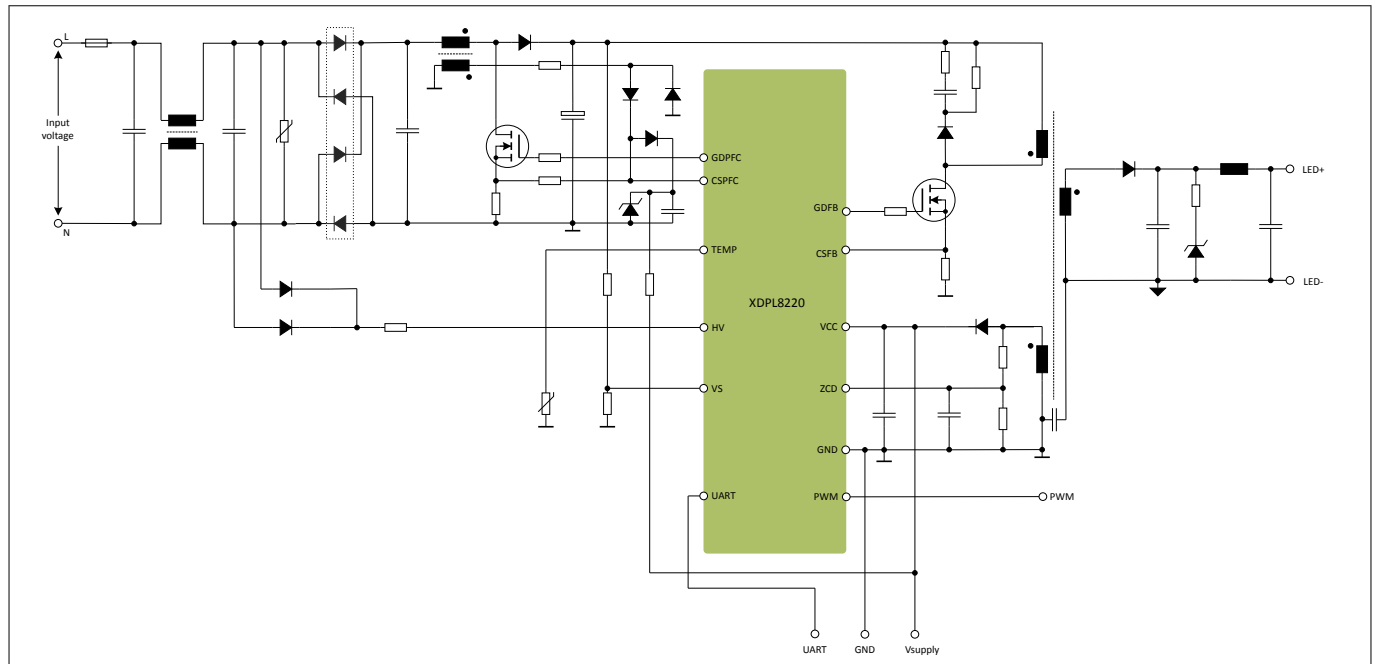 L
Input
voltage
N
GDPFC
CSPFC
TEMP
HV
VS
UART
XDPL8220
GDFB
CSFB
VCC
ZCD
GND
PWM
PWM
LED+
LED-
UART
GND
Vsupply